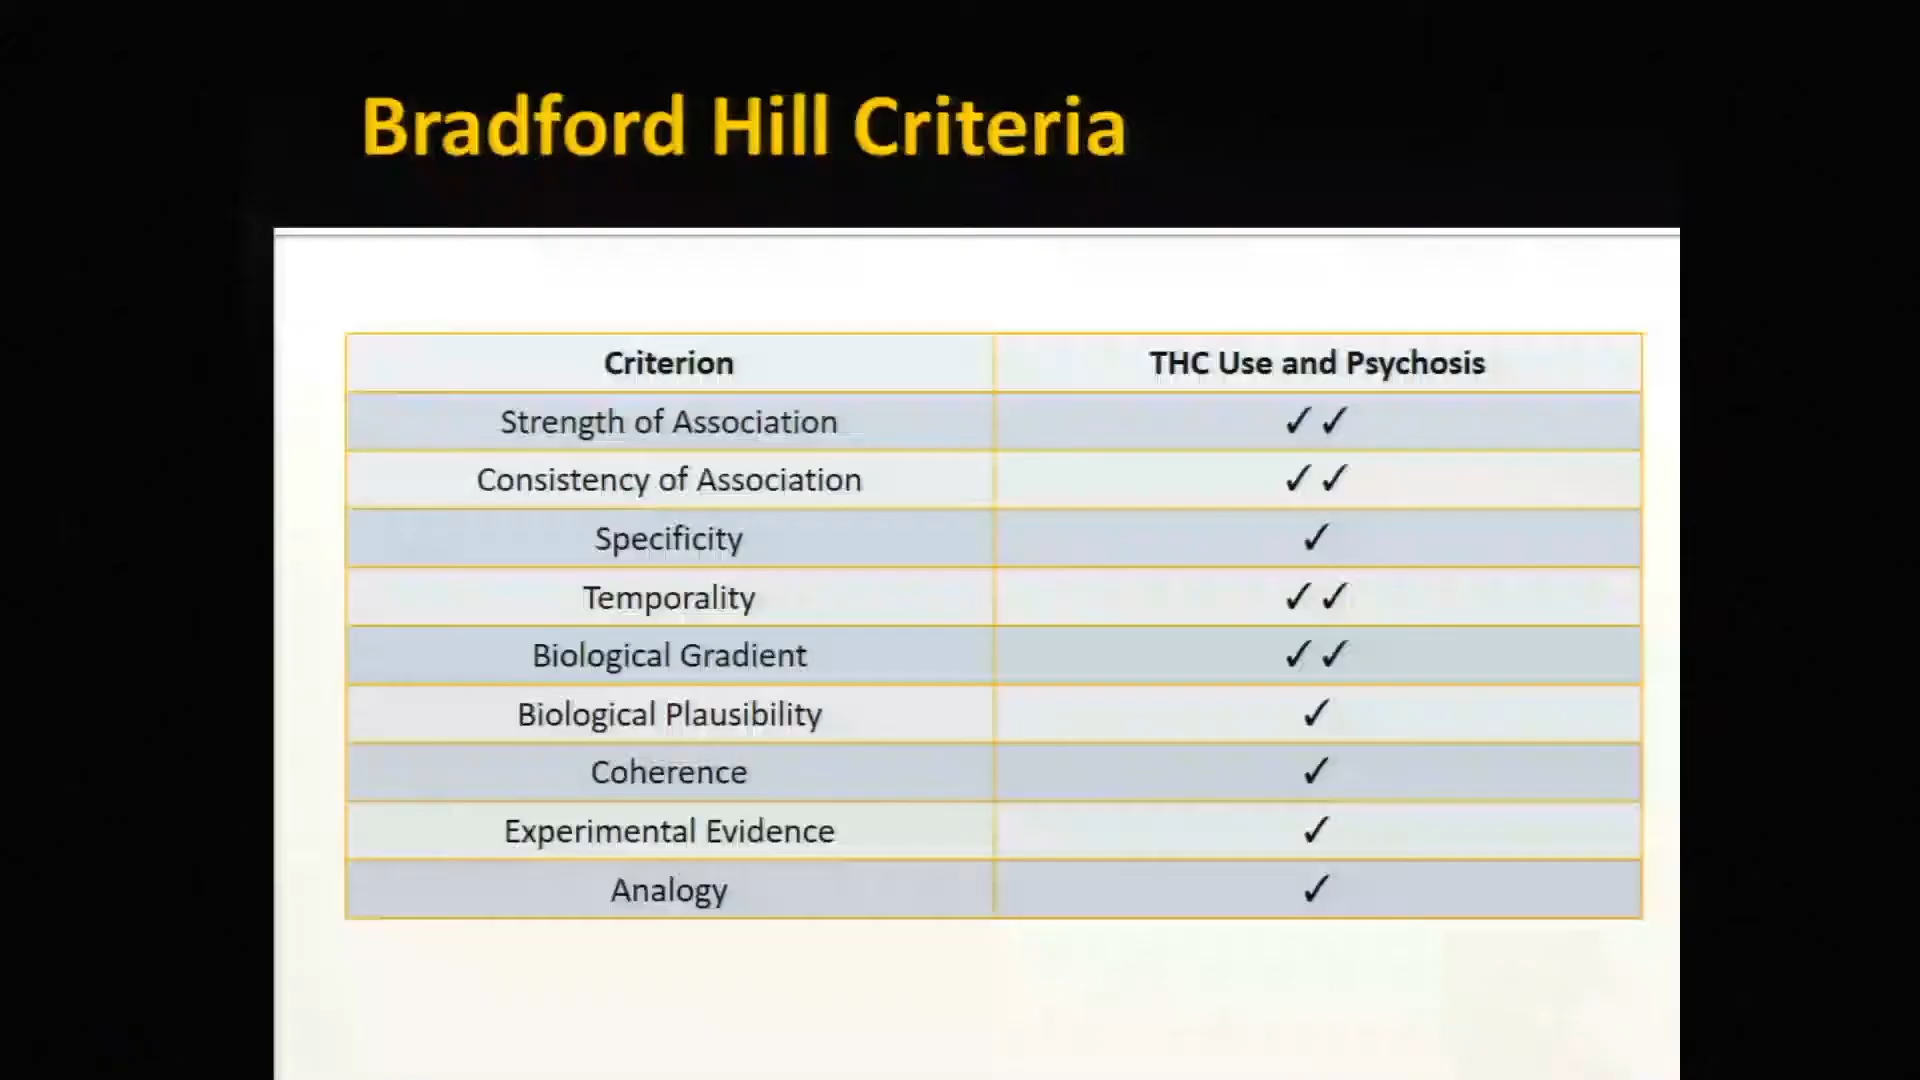 Bradford Hill Criteria
Criterion THC Use and Psychosis
Strength of Association ✓✓
Consistency of Association ✓✓
Specificity ✓
Temporality ✓✓
Biological Gradient ✓✓
Biological Plausibility ✓
Coherence ✓
Experimental Evidence ✓
Analogy ✓